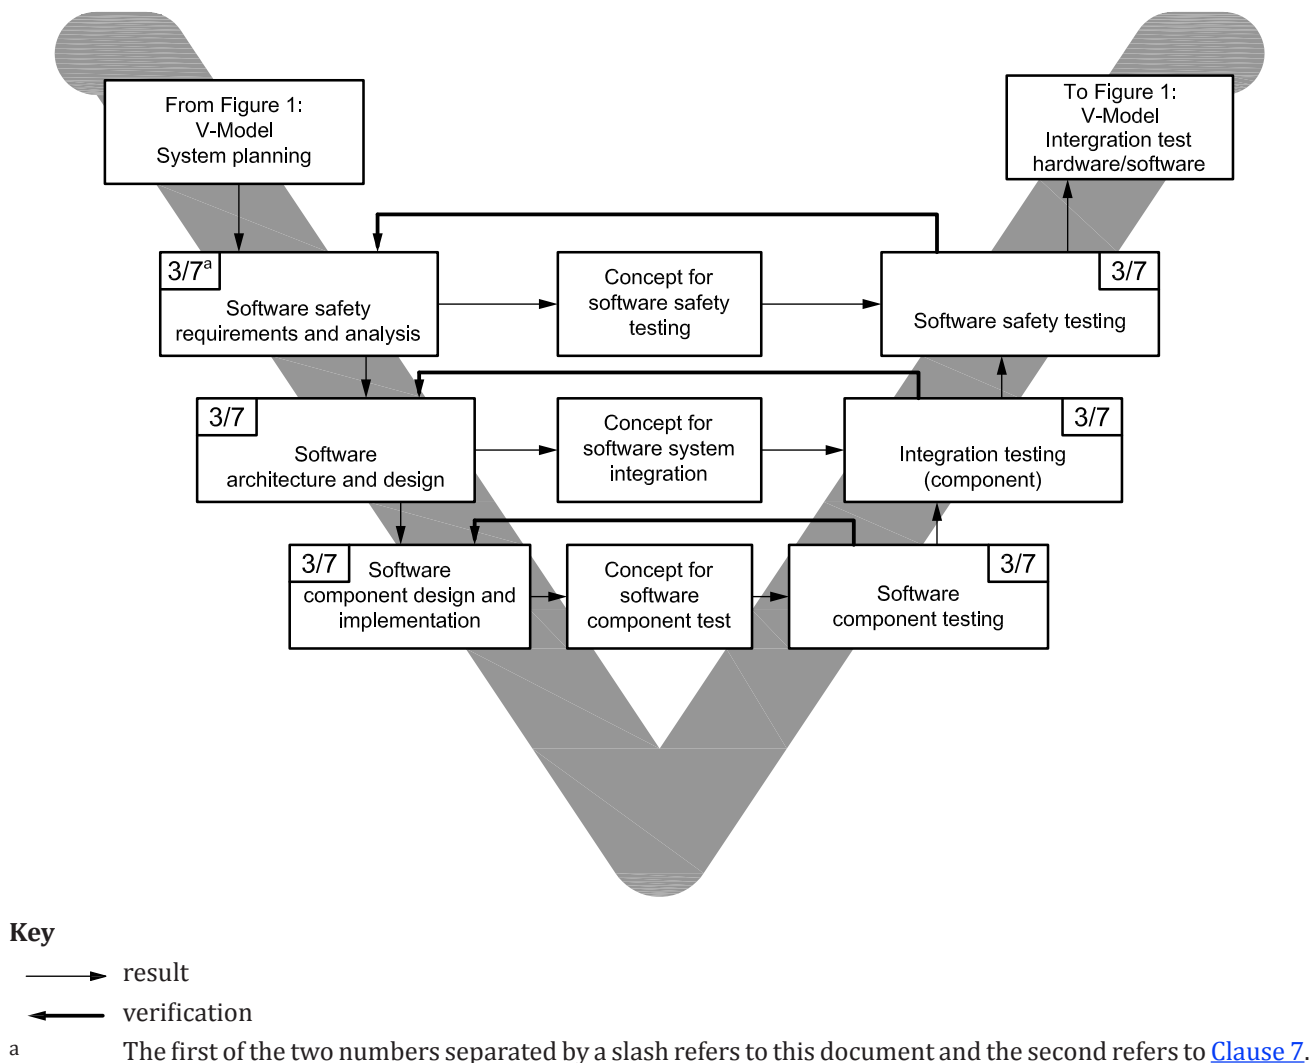 From Figure 1:
V-Model
System planning
To Figure 1:
V-Model
Intergration test
hardware/software
3/7a
Software safety
requirements and analysis
Concept for
software safety
testing
3/7
Software safety testing
3/7
Software
architecture and design
Concept for
software system
integration
3/7
Integration testing
(component)
3/7
Software
component design and
implementation
Concept for
software
component test
3/7
Software
component testing
Key
result
verification
a The first of the two numbers separated by a slash refers to this document and the second refers to Clause 7.